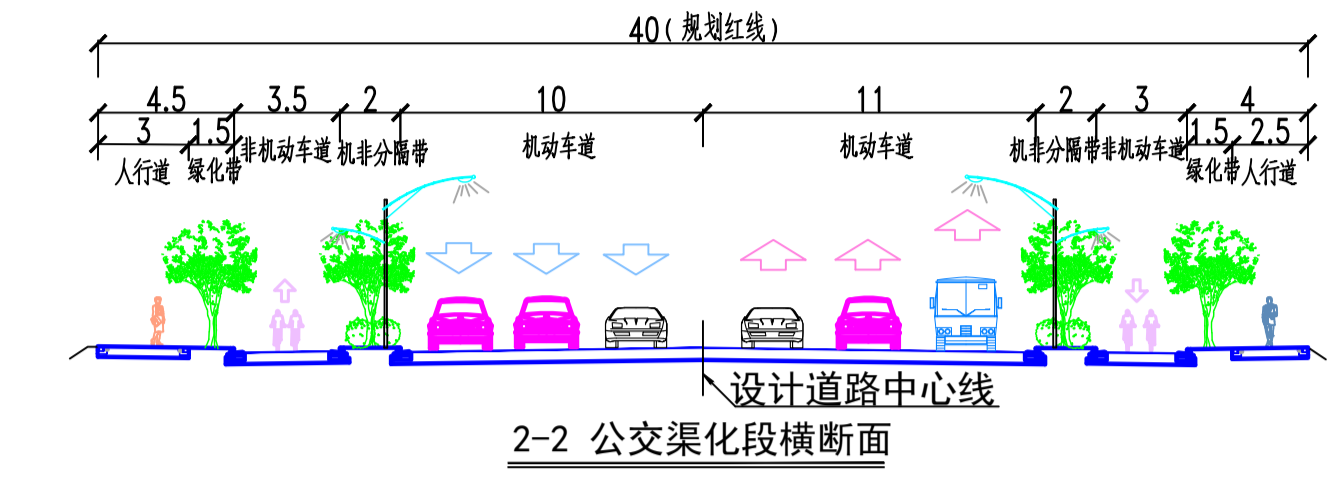 40(规划红线)
4.5 3.5 2 10 11 2 3 4
3 1.5 非机动车道 机非分隔带 机动车道 机动车道 机非分隔带 非机动车道 1.5 2.5
人行道 绿化带 绿化带 人行道
设计道路中心线
2-2 公交渠化段横断面